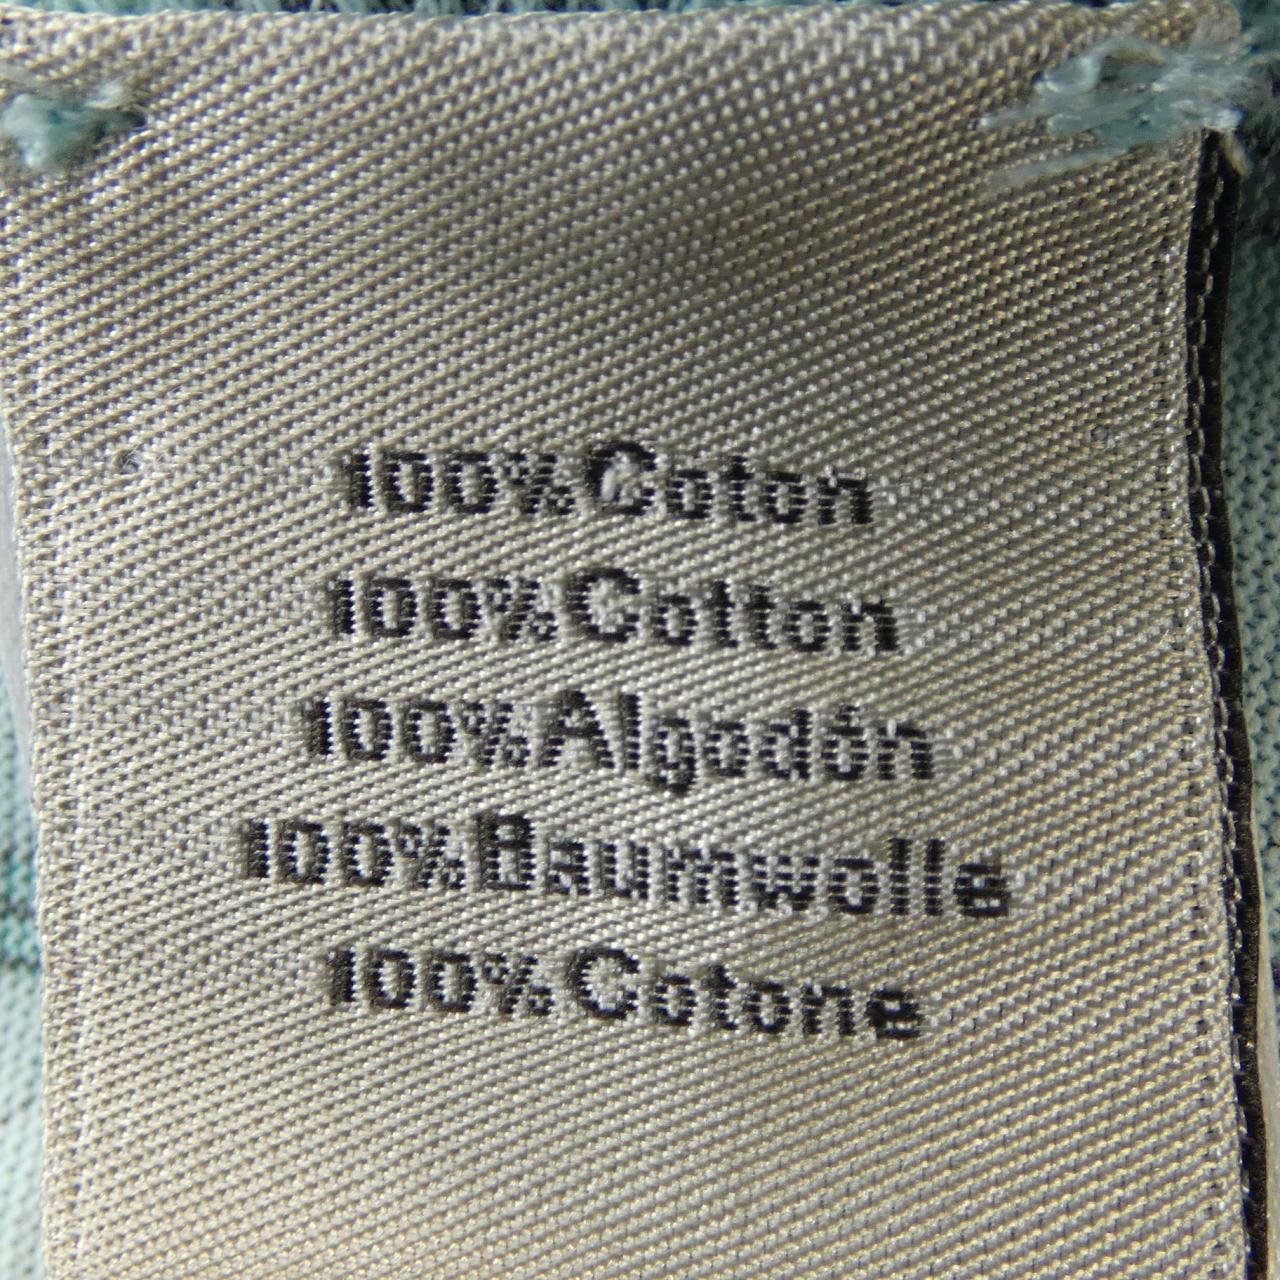 100% Coton
100% Cotton
100% Algodón
100% Baumwolle
100% Cotone